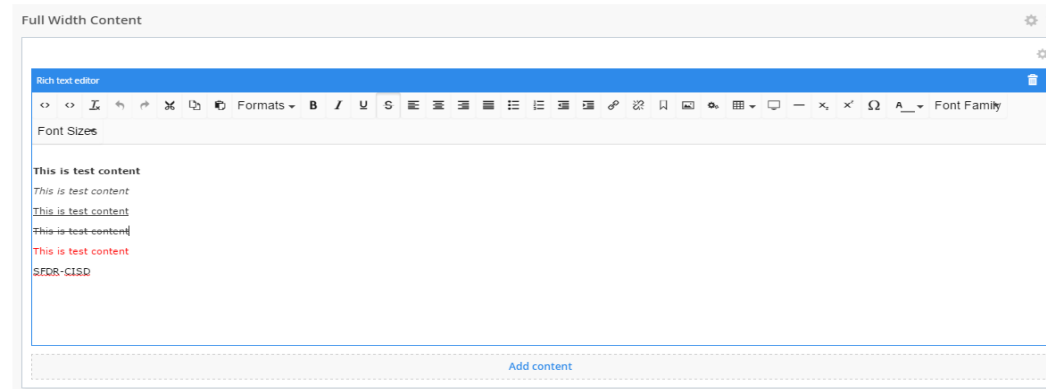 Full Width Content
Rich text editor
Formats B I U S A Font Family
Font Sizes
This is test content
This is test content
This is test content
This is test content
This is test content
SFDR-CISD
Add content